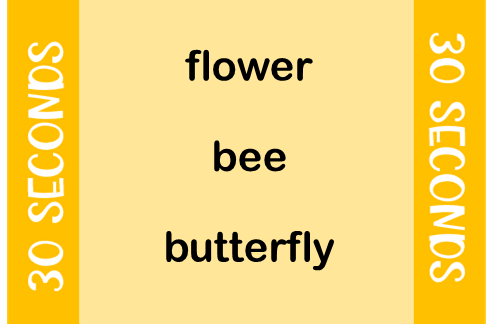 30 SECONDS
flower
bee
butterfly
30 SECONDS